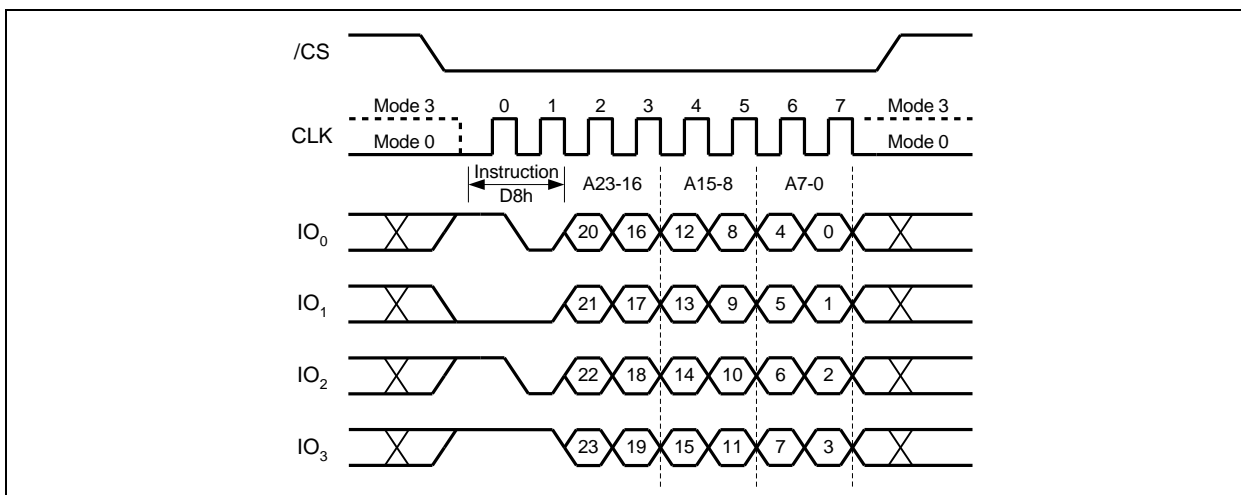 /CS
Mode 3 0 1 2 3 4 5 6 7 Mode 3
CLK
Mode 0 Mode 0
Instruction
D8h A23-16 A15-8 A7-0
IO0 20 16 12 8 4 0
IO1 21 17 13 9 5 1
IO2 22 18 14 10 6 2
IO3 23 19 15 11 7 3